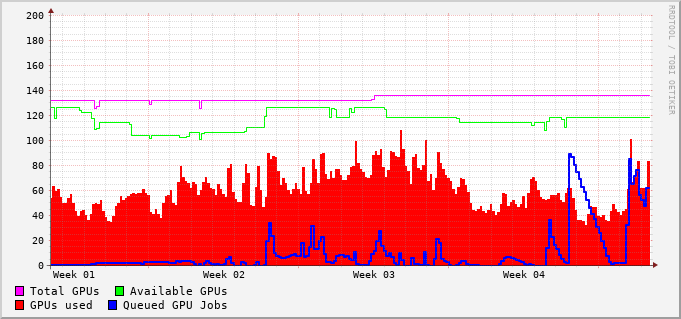 200
180
160
140
120
100
80
60
40
20
0
Week 01 Week 02 Week 03 Week 04
Total GPUs Available GPUs
GPUs used Queued GPU Jobs
RRDTOOL / TOBI OETIKER